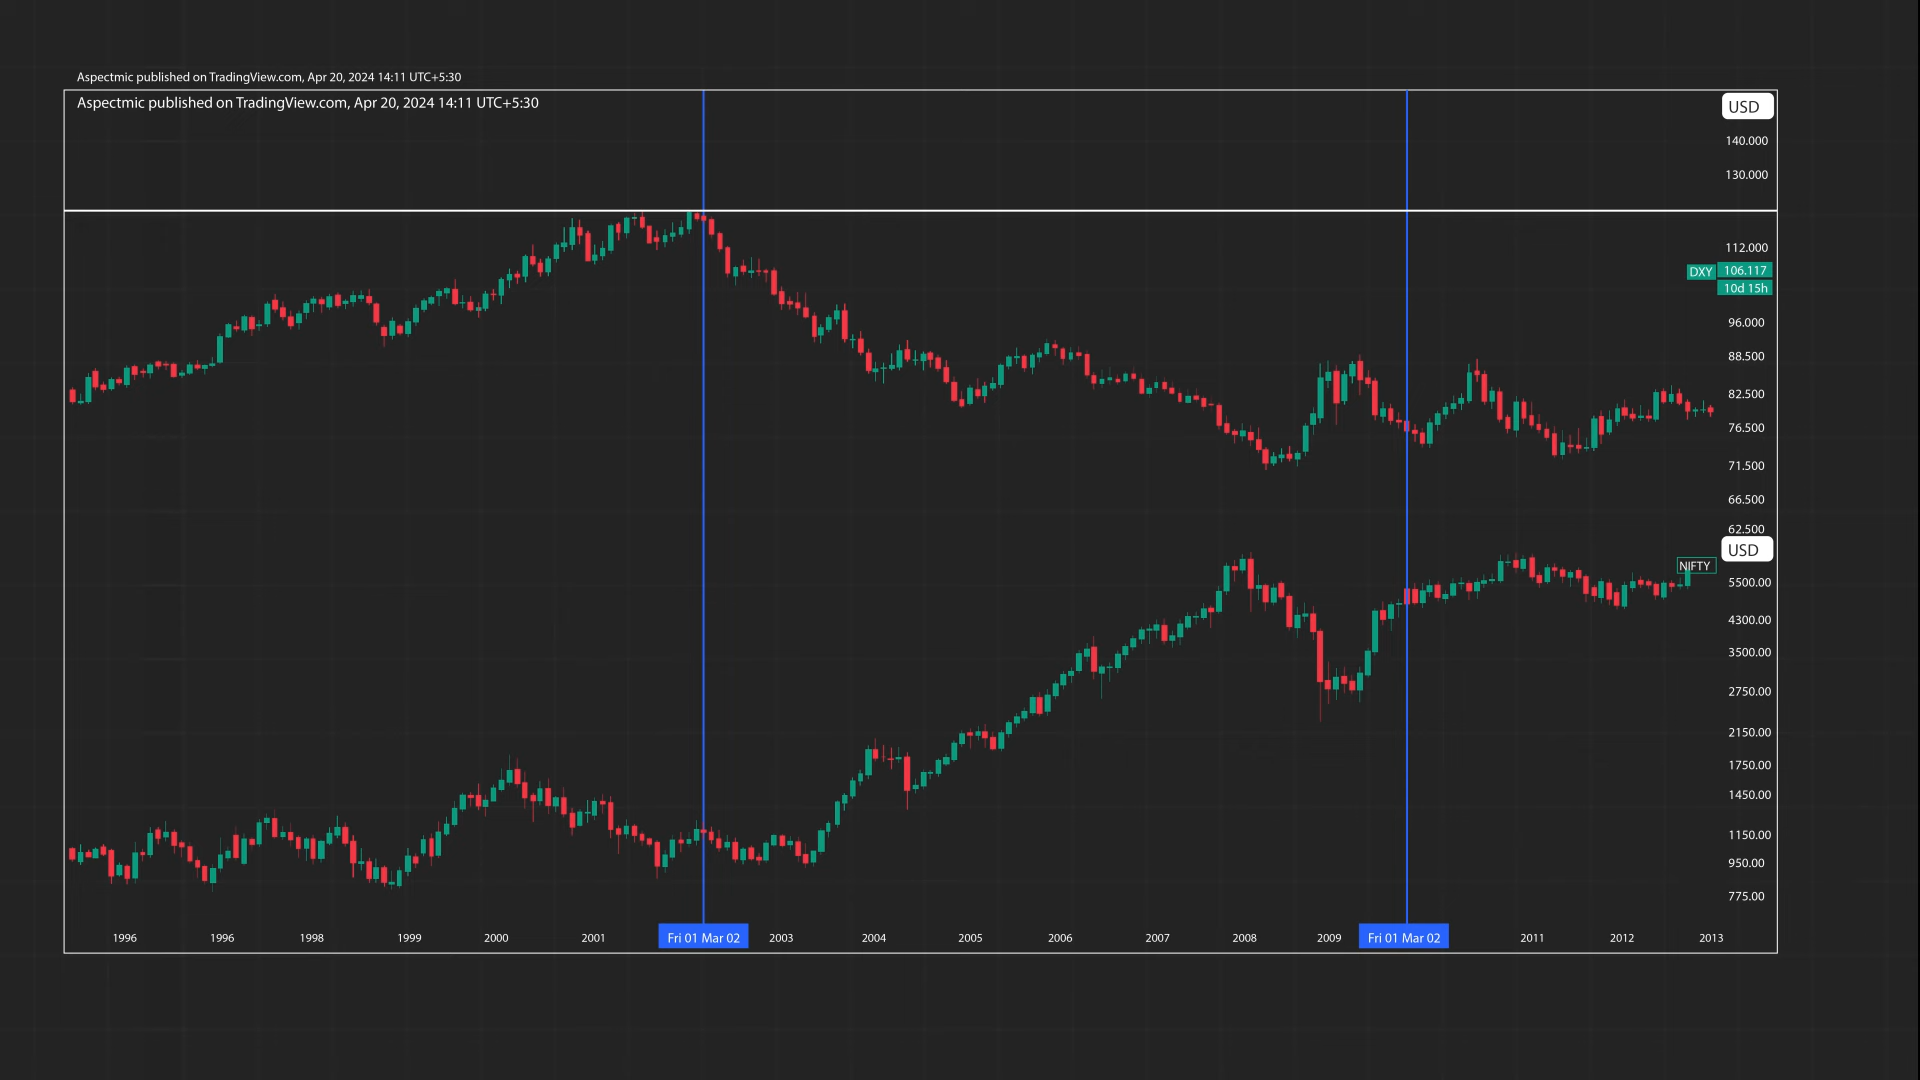 Aspectmic published on TradingView.com, Apr 20, 2024 14:11 UTC+5:30
Aspectmic published on TradingView.com, Apr 20, 2024 14:11 UTC+5:30
USD
140.000
130.000
112.000
DXY 106.117
10d 15h
96.000
88.500
82.500
76.500
71.500
66.500
62.500
USD
NIFTY
5500.00
4300.00
3500.00
2750.00
2150.00
1750.00
1450.00
1150.00
950.00
775.00
1996 1996 1998 1999 2000 2001 Fri 01 Mar 02 2003 2004 2005 2006 2007 2008 2009 Fri 01 Mar 02 2011 2012 2013